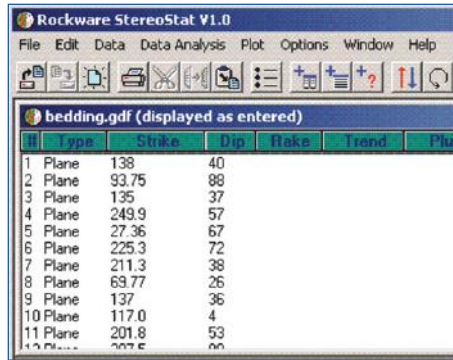 Rockware StereoStat V1.0
File Edit Data Data Analysis Plot Options Window Help
bedding.gdf (displayed as entered)
# Type Strike Dip Rake Trend Plu
1 Plane 138 40
2 Plane 93.75 88
3 Plane 135 37
4 Plane 249.9 57
5 Plane 27.36 67
6 Plane 225.3 72
7 Plane 211.3 38
8 Plane 69.77 26
9 Plane 137 36
10 Plane 117.0 4
11 Plane 201.8 53